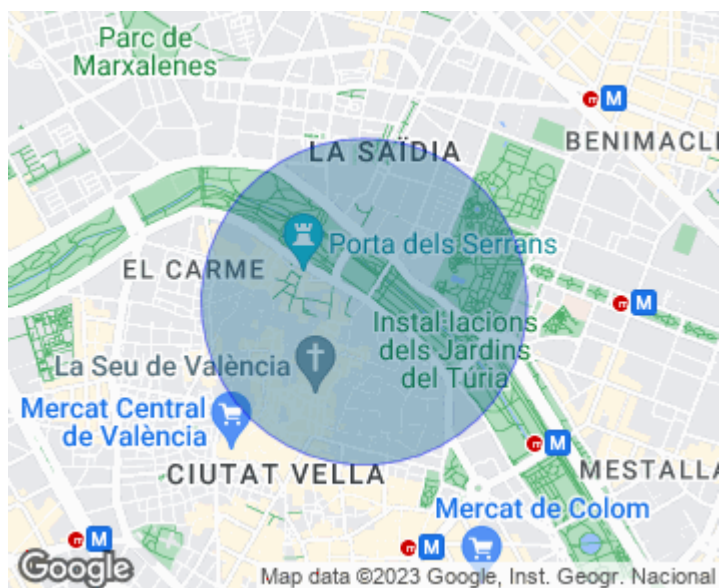 Parc de
Marxalenes
M
LA SAÏDIA
BENIMACLE
Porta dels Serrans
EL CARME
M
Instal·lacions
dels Jardins
del Túria
La Seu de València
Mercat Central
de València
M
CIUTAT VELLA
MESTALLA
Mercat de Colom
M
M
Google
Map data ©2023 Google, Inst. Geogr. Nacional